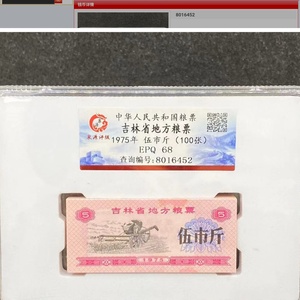 8016452
中华人民共和国粮票
吉林省地方粮票
1975年 伍市斤 (100张)
EPQ 68
查询编号:8016452
吉林省地方粮票
5
5
伍市斤
1975